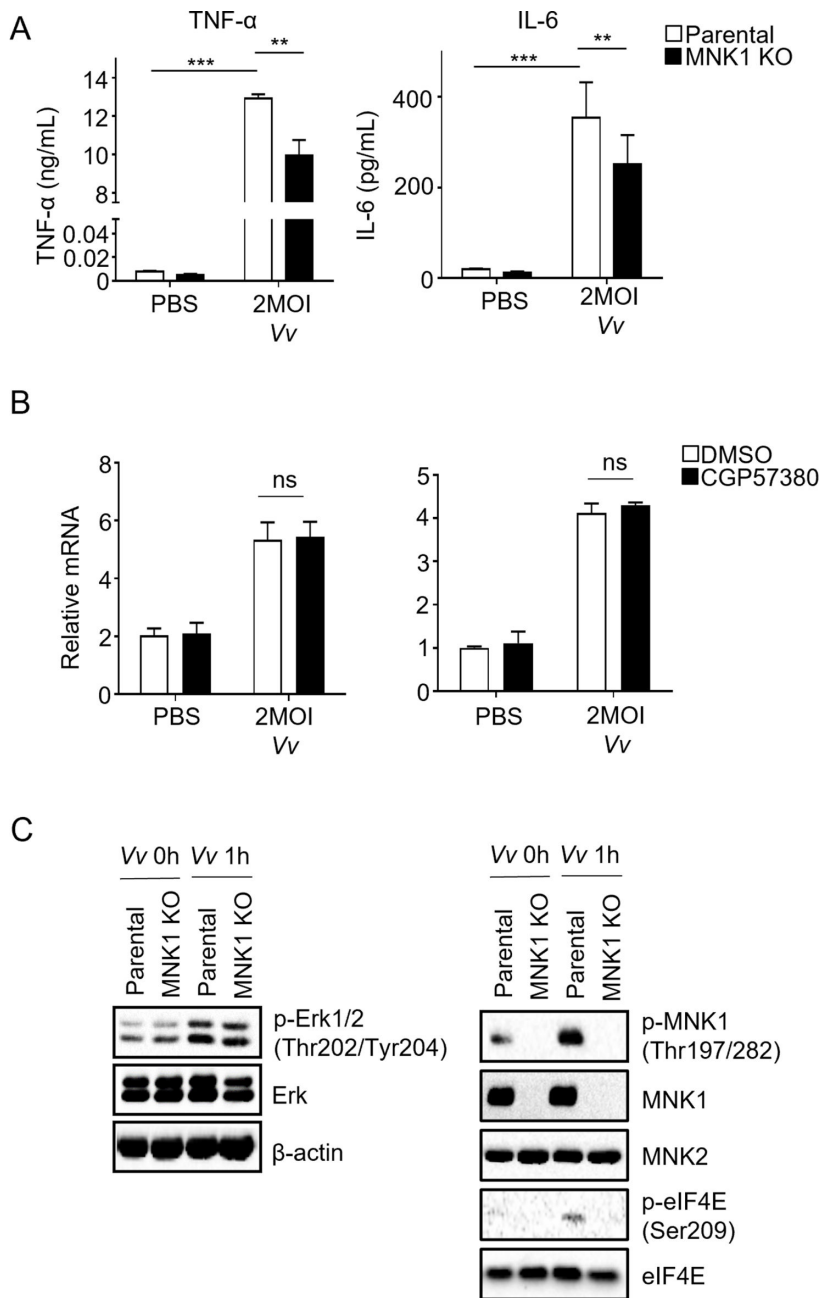 A
TNF-α
IL-6
Parental
MNK1 KO
TNF-α (ng/mL)
14
13
12
10
8
0.04
0.02
0
***
**
PBS
2MOI
Vv
IL-6 (pg/mL)
400
200
0
***
**
PBS
2MOI
Vv
B
DMSO
CGP57380
Relative mRNA
8
6
4
2
0
ns
PBS
2MOI
Vv
5
4
3
2
1
0
ns
PBS
2MOI
Vv
C
Vv 0h
Vv 1h
Parental
MNK1 KO
Parental
MNK1 KO
p-Erk1/2
(Thr202/Tyr204)
Erk
β-actin
Vv 0h
Vv 1h
Parental
MNK1 KO
Parental
MNK1 KO
p-MNK1
(Thr197/282)
MNK1
MNK2
p-eIF4E
(Ser209)
eIF4E